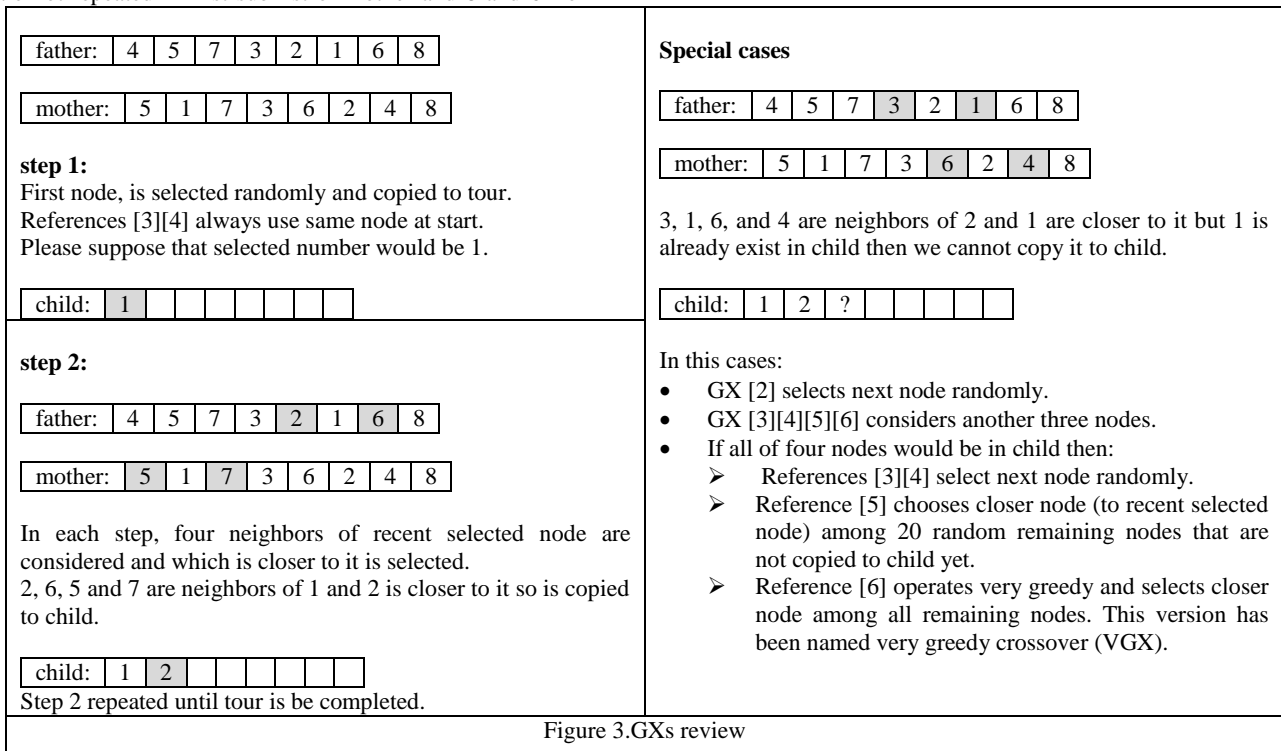 father: 4 5 7 3 2 1 6 8
mother: 5 1 7 3 6 2 4 8
step 1:
First node, is selected randomly and copied to tour.
References [3][4] always use same node at start.
Please suppose that selected number would be 1.
child: 1
step 2:
father: 4 5 7 3 2 1 6 8
mother: 5 1 7 3 6 2 4 8
In each step, four neighbors of recent selected node are
considered and which is closer to it is selected.
2, 6, 5 and 7 are neighbors of 1 and 2 is closer to it so is copied
to child.
child: 1 2
Step 2 repeated until tour is be completed.
Special cases
father: 4 5 7 3 2 1 6 8
mother: 5 1 7 3 6 2 4 8
3, 1, 6, and 4 are neighbors of 2 and 1 are closer to it but 1 is
already exist in child then we cannot copy it to child.
child: 1 2 ?
In this cases:
• GX [2] selects next node randomly.
• GX [3][4][5][6] considers another three nodes.
• If all of four nodes would be in child then:
➢ References [3][4] select next node randomly.
➢ Reference [5] chooses closer node (to recent selected
node) among 20 random remaining nodes that are
not copied to child yet.
➢ Reference [6] operates very greedy and selects closer
node among all remaining nodes. This version has
been named very greedy crossover (VGX).
Figure 3.GXs review